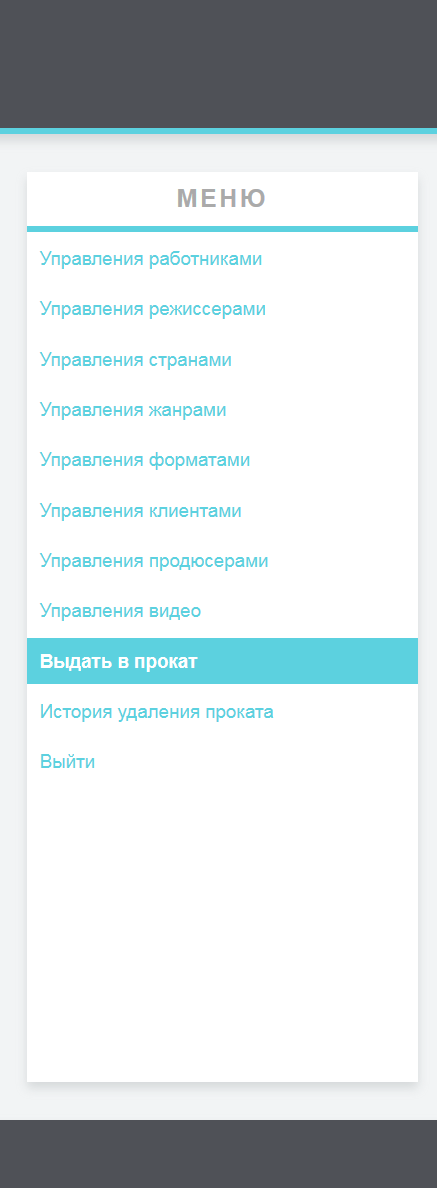 МЕНЮ
Управления работниками
Управления режиссерами
Управления странами
Управления жанрами
Управления форматами
Управления клиентами
Управления продюсерами
Управления видео
Выдать в прокат
История удаления проката
Выйти